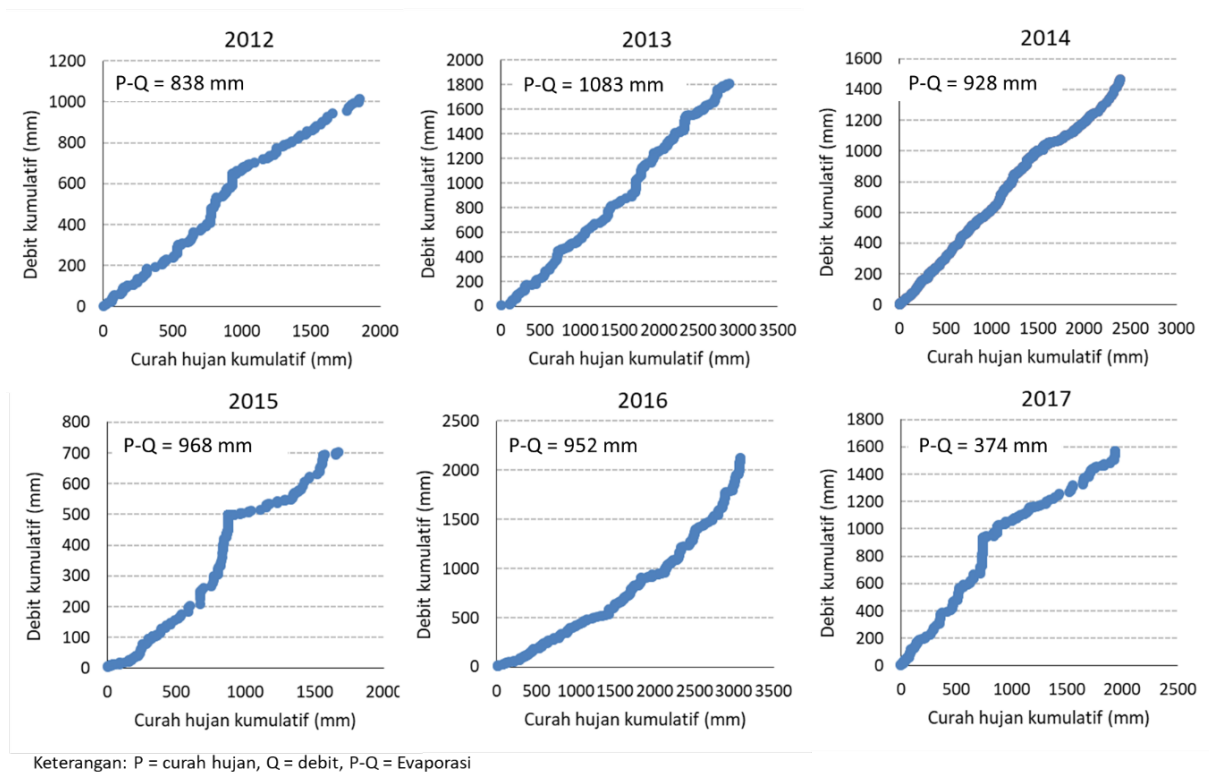 2012
P-Q = 838 mm
Debit kumulatif (mm)
1200
1000
800
600
400
200
0
0 500 1000 1500 2000
Curah hujan kumulatif (mm)
2013
P-Q = 1083 mm
Debit kumulatif (mm)
2000
1800
1600
1400
1200
1000
800
600
400
200
0
0 500 1000 1500 2000 2500 3000 3500
Curah hujan kumulatif (mm)
2014
P-Q = 928 mm
Debit kumulatif (mm)
1600
1400
1200
1000
800
600
400
200
0
0 500 1000 1500 2000 2500 3000
Curah hujan kumulatif (mm)
2015
P-Q = 968 mm
Debit kumulatif (mm)
800
700
600
500
400
300
200
100
0
0 500 1000 1500 2000
Curah hujan kumulatif (mm)
2016
P-Q = 952 mm
Debit kumulatif (mm)
2500
2000
1500
1000
500
0
0 500 1000 1500 2000 2500 3000 3500
Curah hujan kumulatif (mm)
2017
P-Q = 374 mm
Debit kumulatif (mm)
1800
1600
1400
1200
1000
800
600
400
200
0
0 500 1000 1500 2000 2500
Curah hujan kumulatif (mm)
Keterangan: P = curah hujan, Q = debit, P-Q = Evaporasi